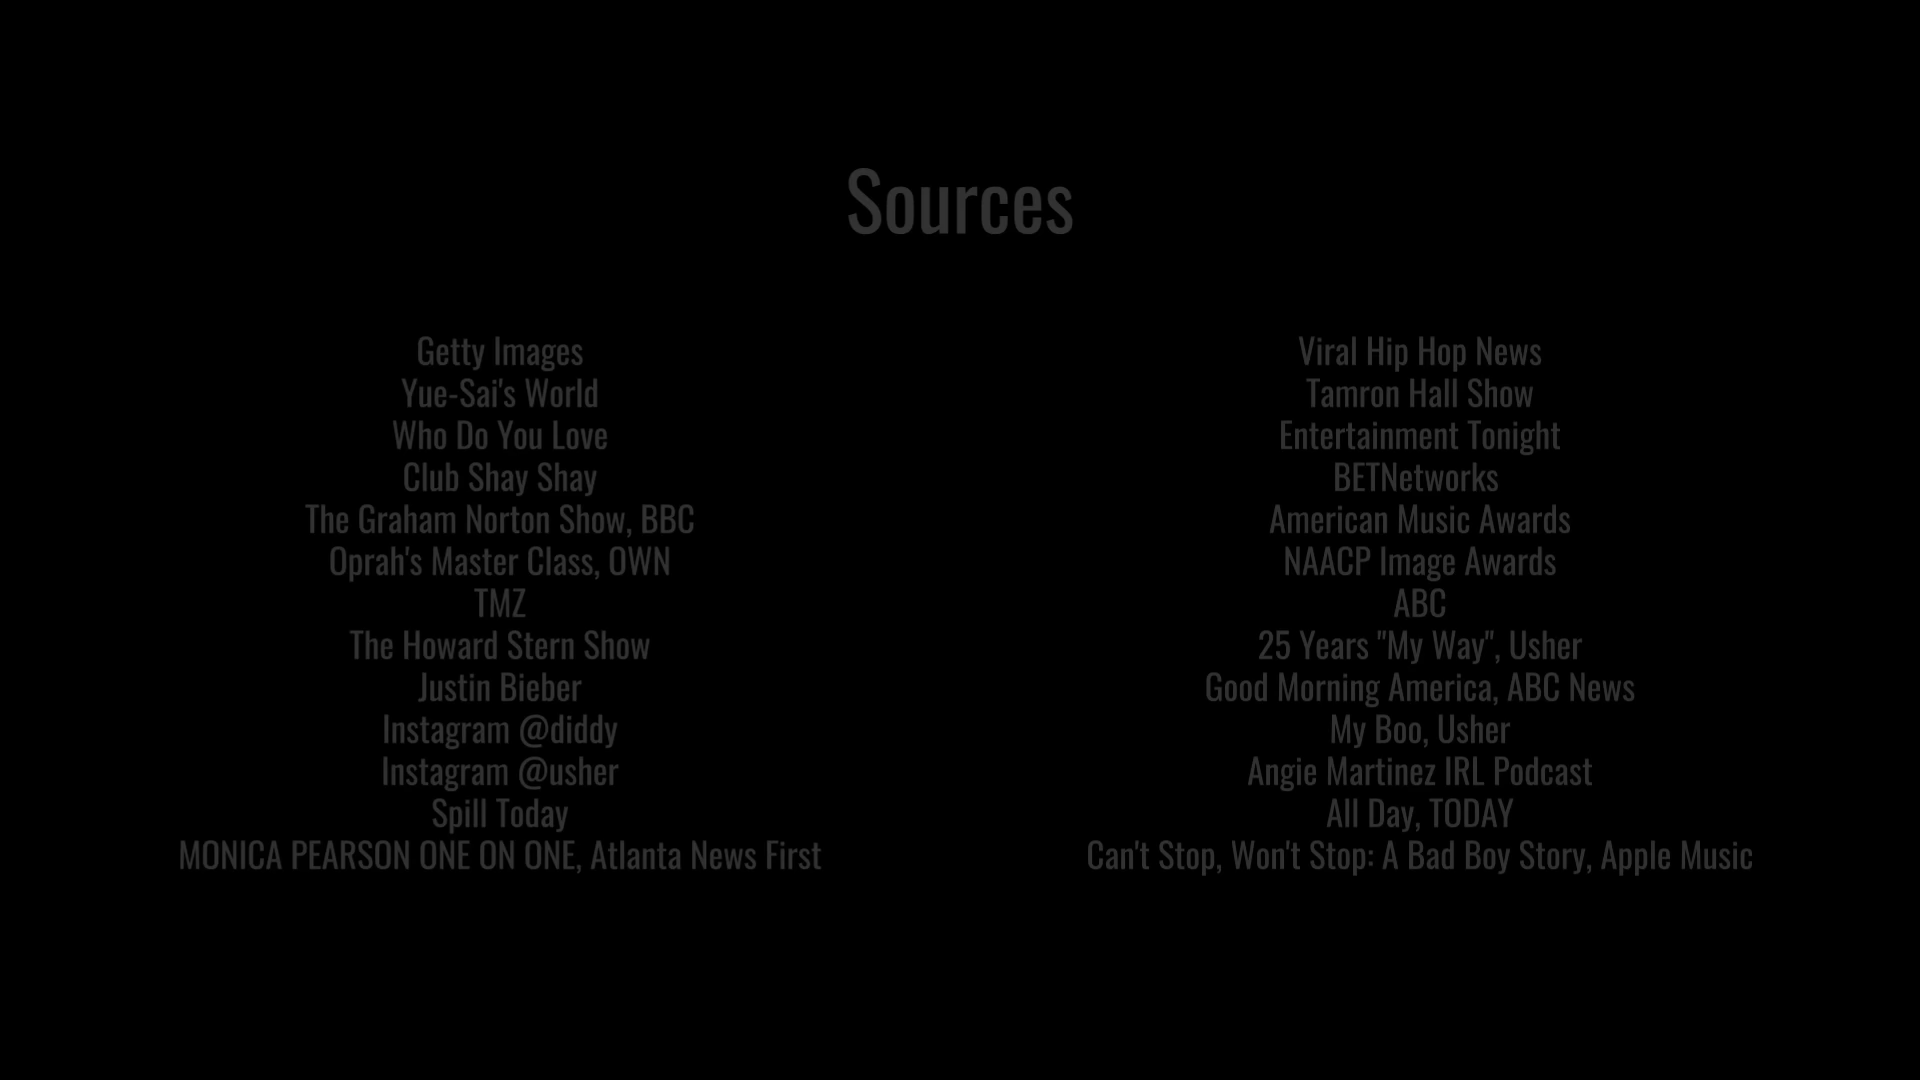 Sources
Getty Images
Yue-Sai's World
Who Do You Love
Club Shay Shay
The Graham Norton Show, BBC
Oprah's Master Class, OWN
TMZ
The Howard Stern Show
Justin Bieber
Instagram @diddy
Instagram @usher
Spill Today
MONICA PEARSON ONE ON ONE, Atlanta News First
Viral Hip Hop News
Tamron Hall Show
Entertainment Tonight
BETNetworks
American Music Awards
NAACP Image Awards
ABC
25 Years "My Way", Usher
Good Morning America, ABC News
My Boo, Usher
Angie Martinez IRL Podcast
All Day, TODAY
Can't Stop, Won't Stop: A Bad Boy Story, Apple Music